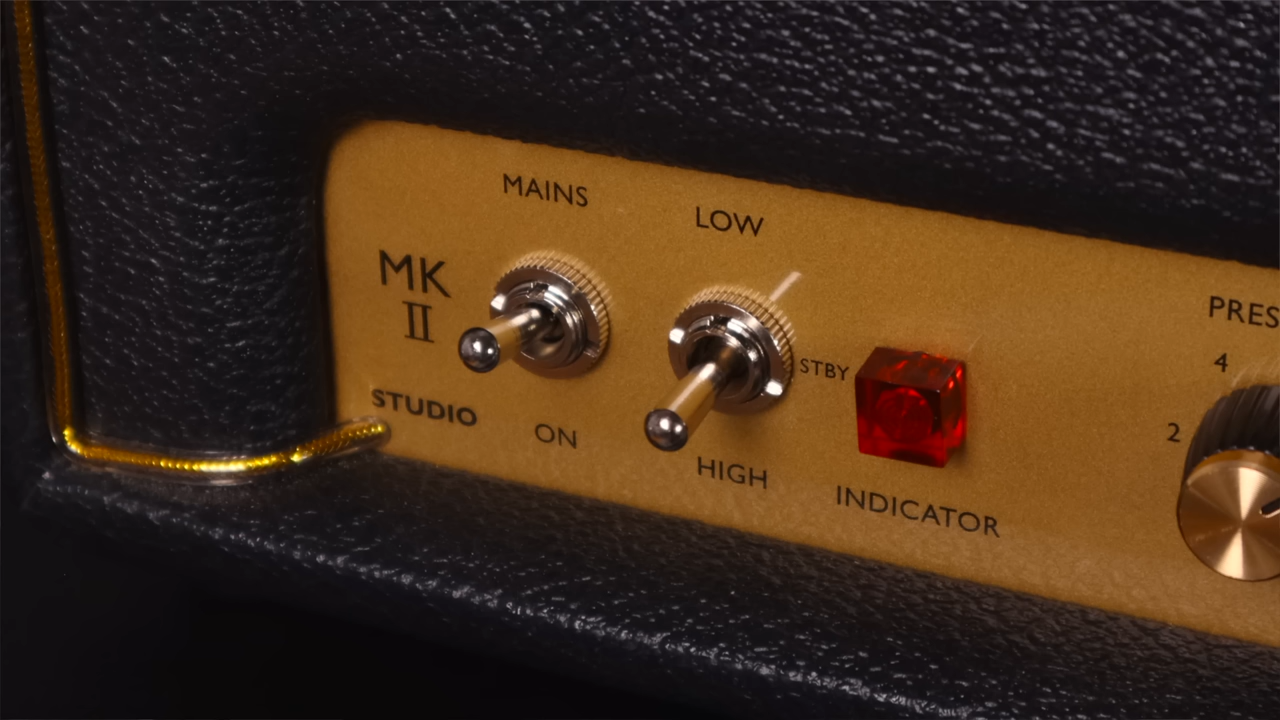 MAINS
LOW
MK
II
STBY
STUDIO
ON
HIGH
INDICATOR
PRES
4
2